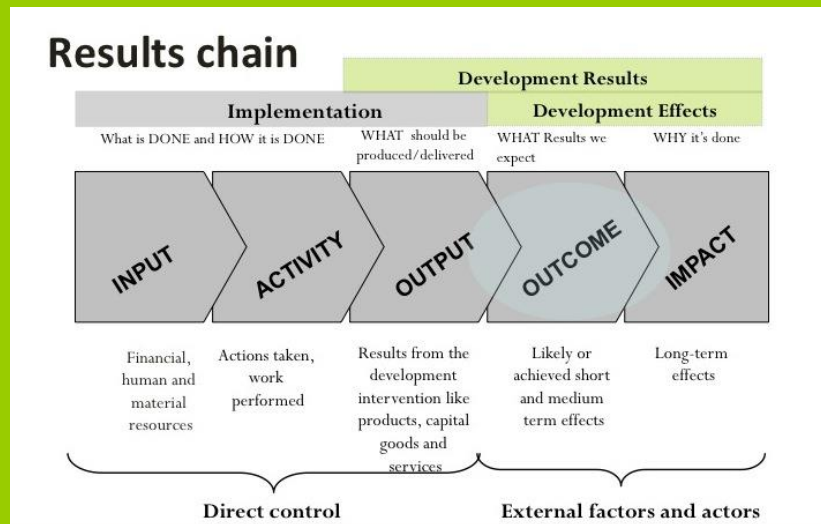 Results chain
Development Results
Implementation
Development Effects
What is DONE and HOW it is DONE
WHAT should be
produced/delivered
WHAT Results we
expect
WHY it's done
INPUT
ACTIVITY
OUTPUT
OUTCOME
IMPACT
Financial,
human and
material
resources
Actions taken,
work
performed
Results from the
development
intervention like
products, capital
goods and
services
Likely or
achieved short
and medium
term effects
Long-term
effects
Direct control
External factors and actors